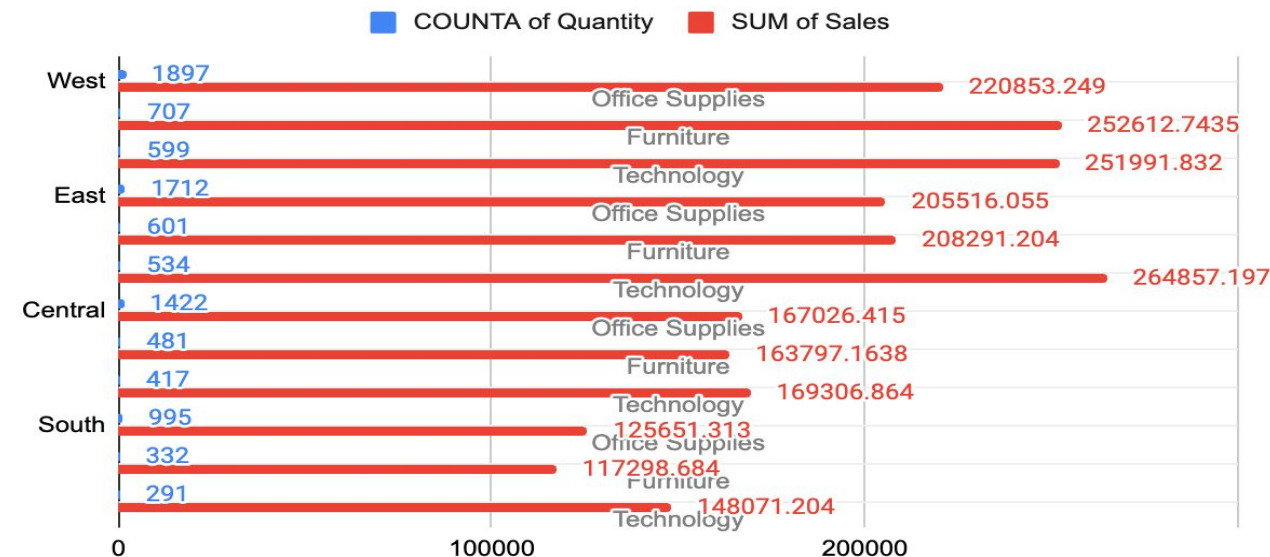 COUNTA of Quantity SUM of Sales
West 1897 220853.249
Office Supplies
707 252612.7435
Furniture
599 251991.832
Technology
East 1712 205516.055
Office Supplies
601 208291.204
Furniture
534 264857.197
Technology
Central 1422 167026.415
Office Supplies
481 163797.1638
Furniture
417 169306.864
Technology
South 995 125651.313
Office Supplies
332 117298.684
Furniture
291 148071.204
Technology
0 100000 200000